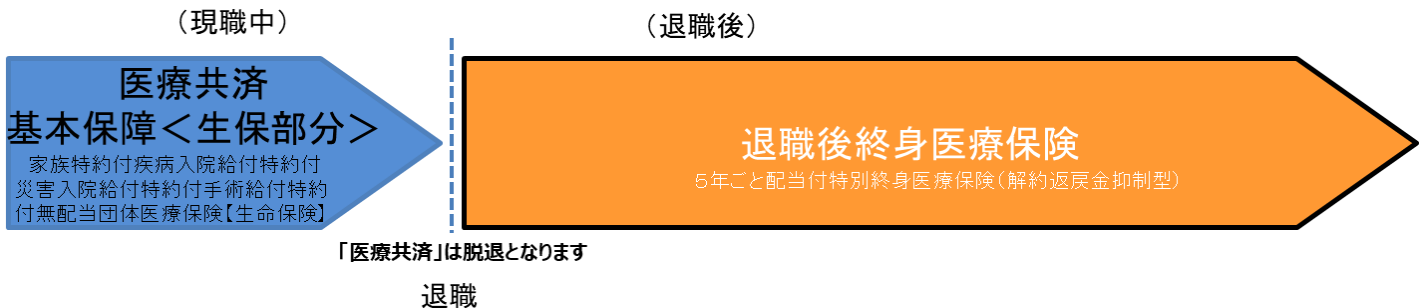 （現職中）
（退職後）
医療共済
基本保障＜生保部分＞
家族特約付疾病入院給付特約付
災害入院給付特約付手術給付特約
付無配当団体医療保険【生命保険】
退職後終身医療保険
５年ごと配当付特別終身医療保険（解約返戻金抑制型）
「医療共済」は脱退となります
退職